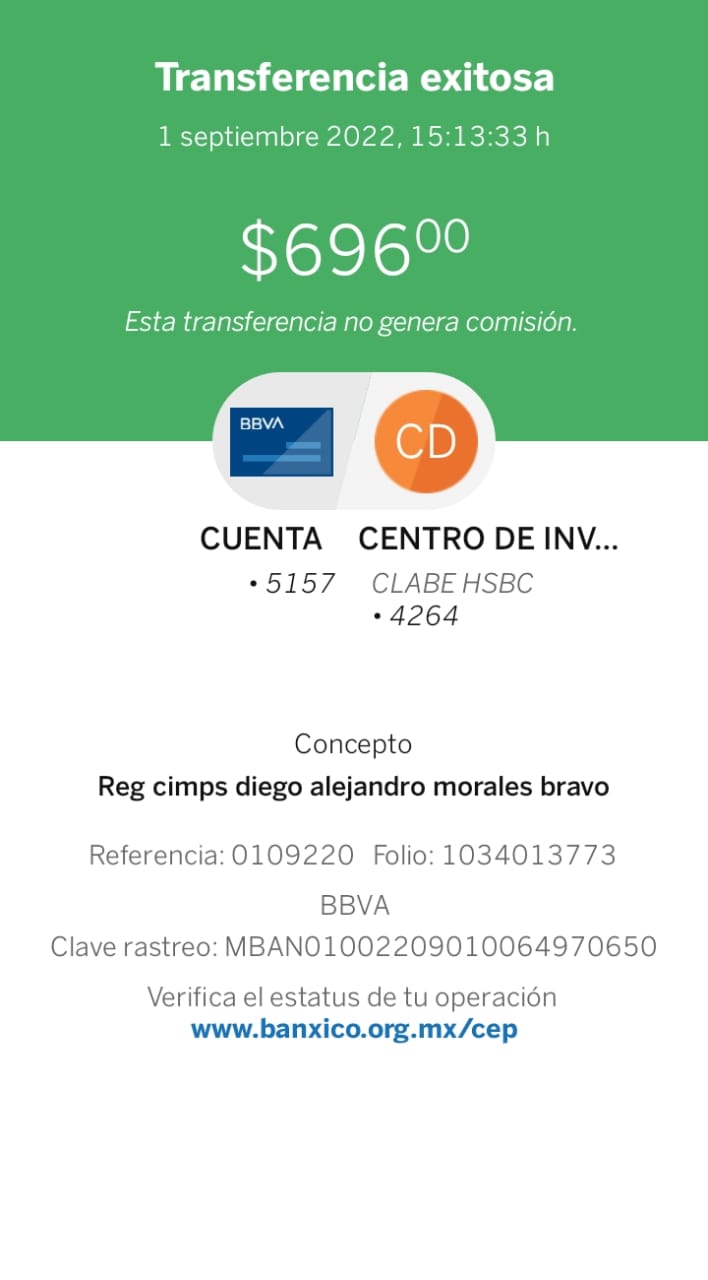 Transferencia exitosa
1 septiembre 2022, 15:13:33 h
$696⁰⁰
Esta transferencia no genera comisión.
BBVA
CD
CUENTA CENTRO DE INV...
• 5157 CLABE HSBC
• 4264
Concepto
Reg cimps diego alejandro morales bravo
Referencia: 0109220 Folio: 1034013773
BBVA
Clave rastreo: MBAN01002209010064970650
Verifica el estatus de tu operación
www.banxico.org.mx/cep